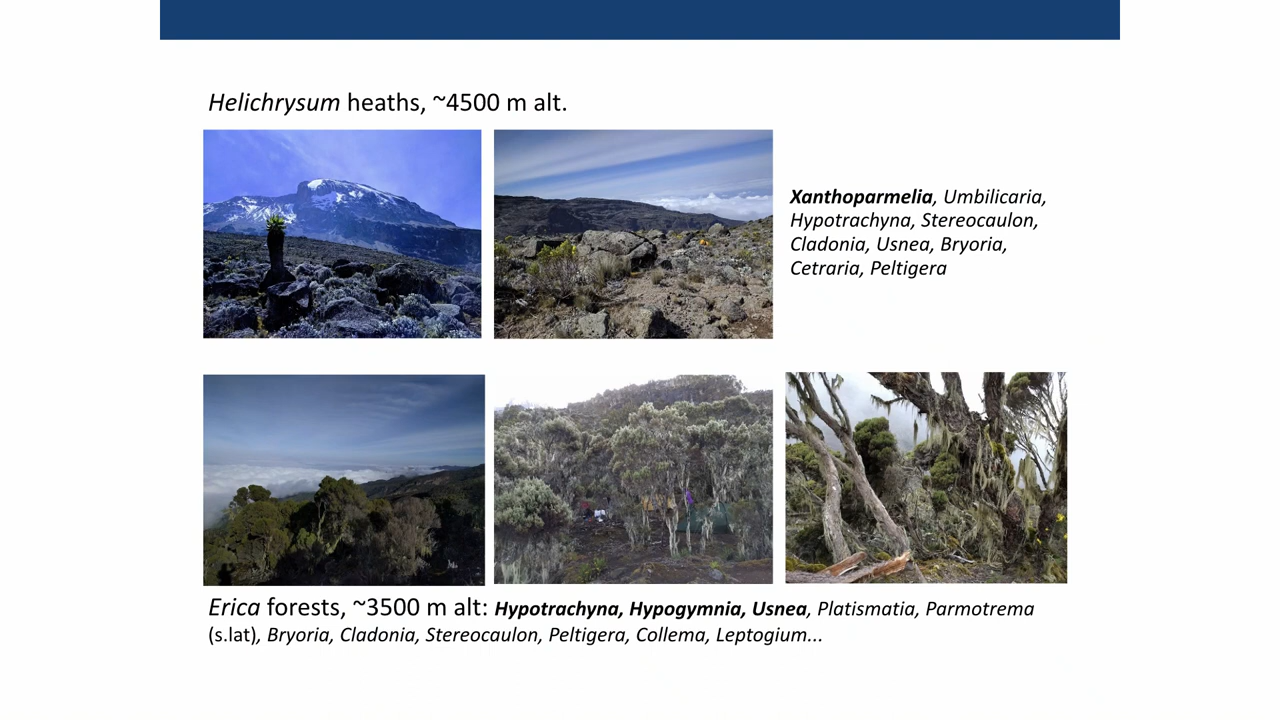 Helichrysum heaths, ~4500 m alt.
Xanthoparmelia, Umbilicaria,
Hypotrachyna, Stereocaulon,
Cladonia, Usnea, Bryoria,
Cetraria, Peltigera
Erica forests, ~3500 m alt: Hypotrachyna, Hypogymnia, Usnea, Platismatia, Parmotrema
(s.lat), Bryoria, Cladonia, Stereocaulon, Peltigera, Collema, Leptogium...